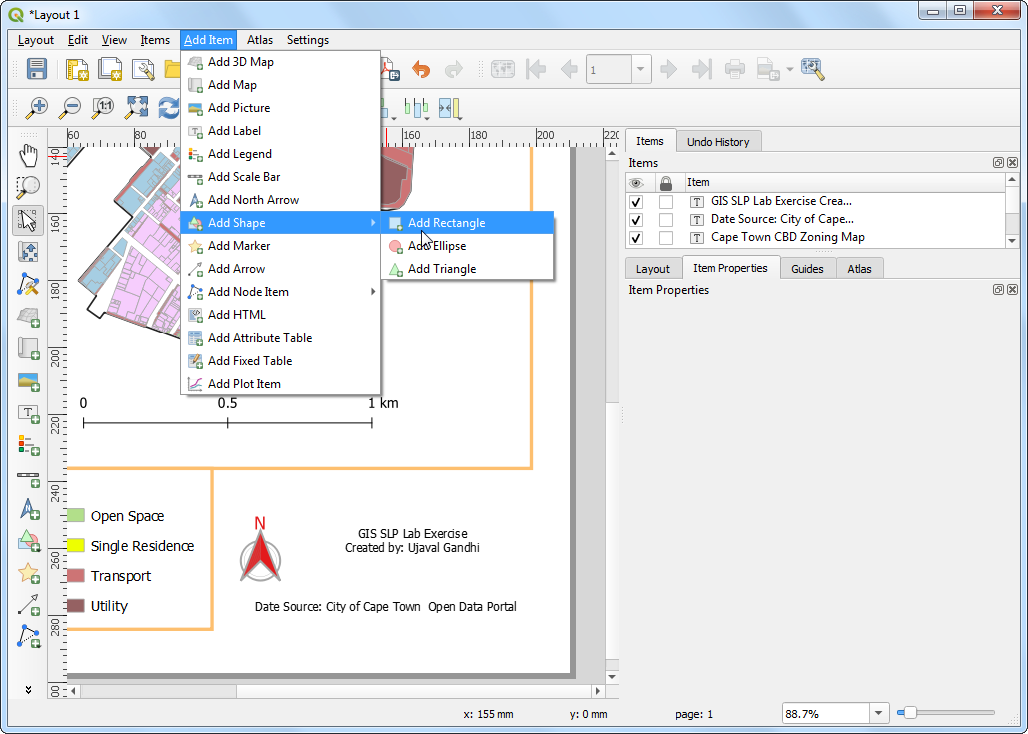 *Layout 1
Layout Edit View Items Add Item Atlas Settings
1
Add 3D Map
Add Map
Add Picture
Add Label
Add Legend
Add Scale Bar
Add North Arrow
Add Shape
Add Marker
Add Arrow
Add Node Item
Add HTML
Add Attribute Table
Add Fixed Table
Add Plot Item
Add Rectangle
Add Ellipse
Add Triangle
1:1
60 80 160 180 200 220
140
160
180
200
220
240
260
280
0 0.5 1 km
Open Space
Single Residence
Transport
Utility
N
GIS SLP Lab Exercise
Created by: Ujaval Gandhi
Date Source: City of Cape Town Open Data Portal
Items Undo History
Items
Item
GIS SLP Lab Exercise Crea...
Date Source: City of Cape...
Cape Town CBD Zoning Map
Layout Item Properties Guides Atlas
Item Properties
x: 155 mm y: 0 mm page: 1 88.7%